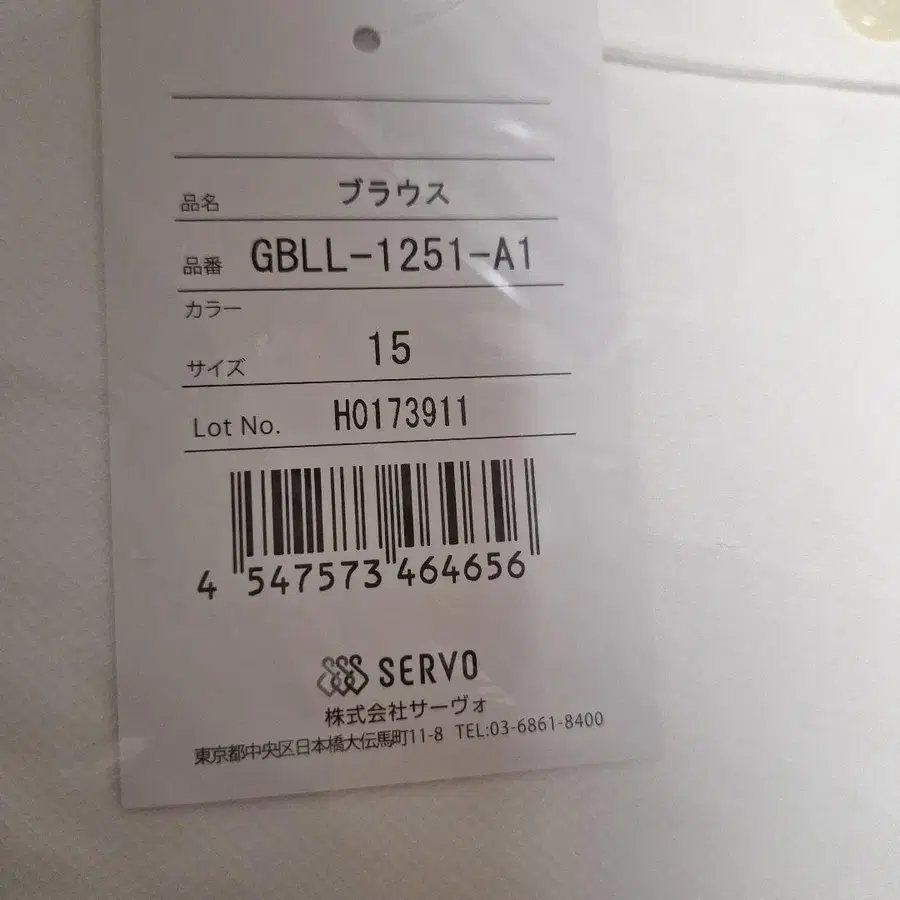 品名 ブラウス
品番 GBLL-1251-A1
カラー
サイズ 15
Lot No. H0173911
4 547573 464656
SERVO
株式会社サーヴォ
東京都中央区日本橋大伝馬町11-8 TEL:03-6861-8400